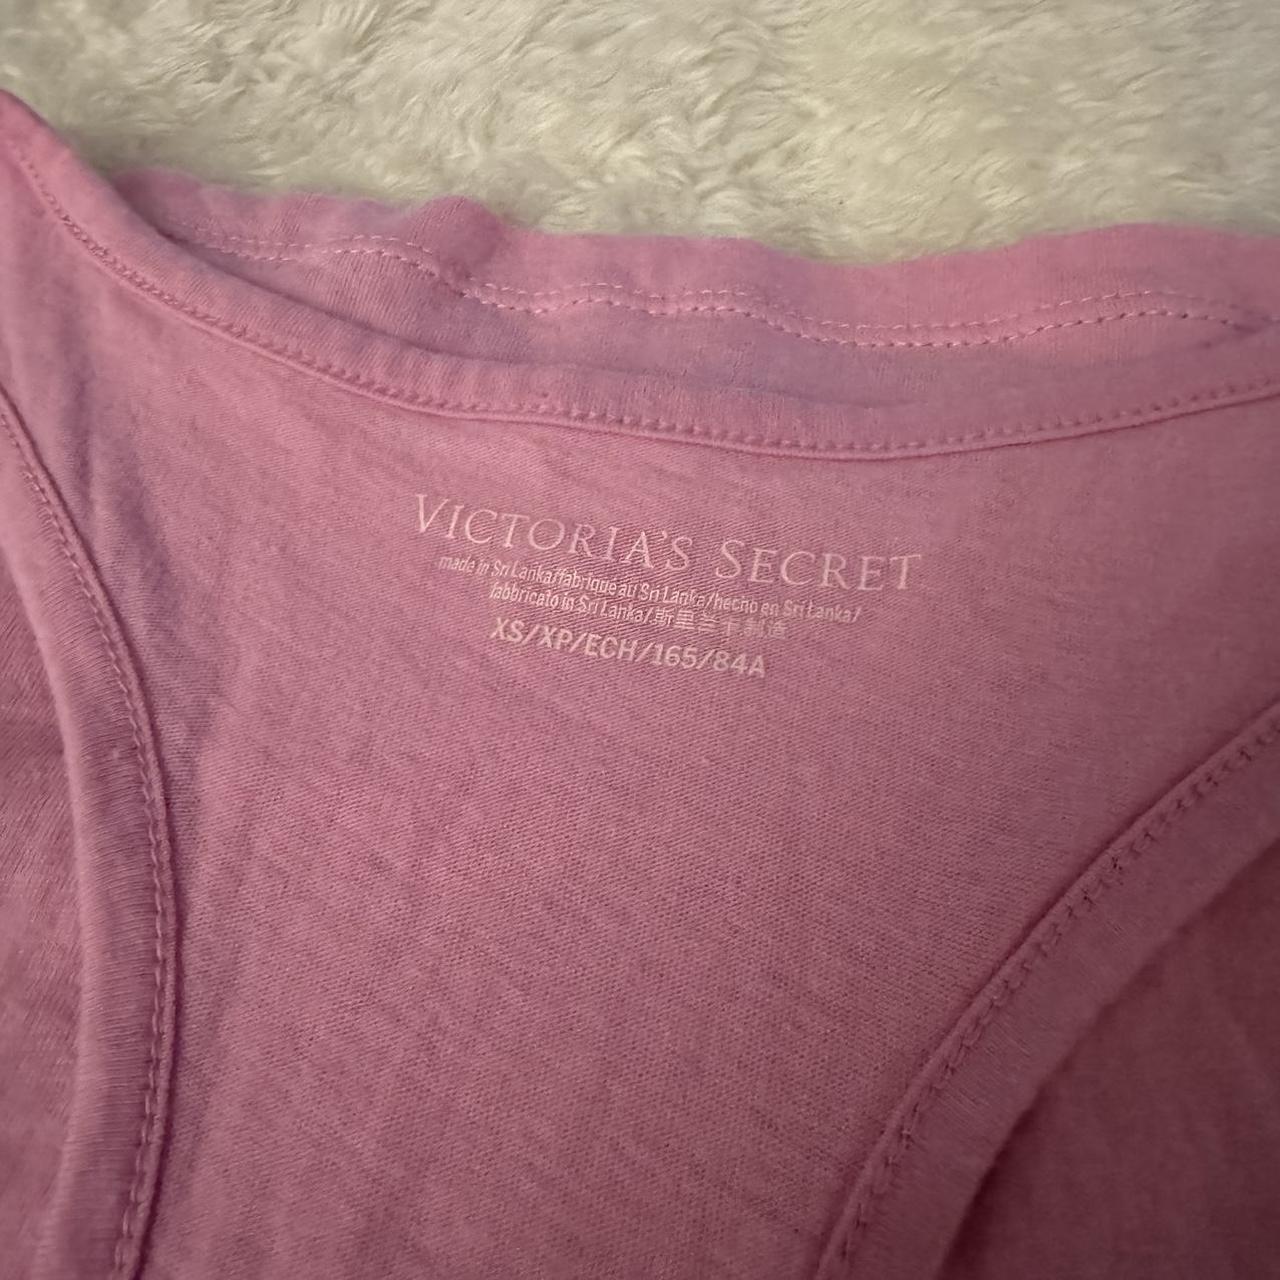 VICTORIA'S SECRET
made in Sri Lanka/fabriqué au Sri Lanka/hecho en Sri Lanka/
fabbricato in Sri Lanka/斯里兰卡制造
XS/XP/ECH/165/84A